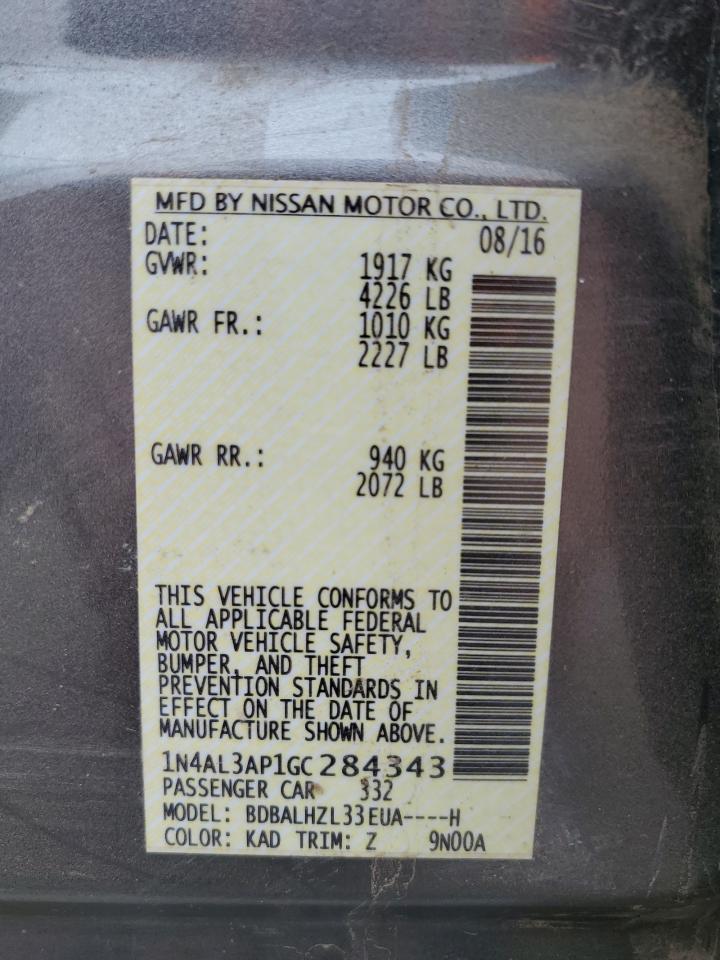 MFD BY NISSAN MOTOR CO., LTD.
DATE: 08/16
GVWR: 1917 KG
4226 LB
GAWR FR.: 1010 KG
2227 LB
GAWR RR.: 940 KG
2072 LB
THIS VEHICLE CONFORMS TO
ALL APPLICABLE FEDERAL
MOTOR VEHICLE SAFETY,
BUMPER, AND THEFT
PREVENTION STANDARDS IN
EFFECT ON THE DATE OF
MANUFACTURE SHOWN ABOVE.
1N4AL3AP1GC284343
PASSENGER CAR 332
MODEL: BDBALHZL33EUA----H
COLOR: KAD TRIM: Z 9N00A